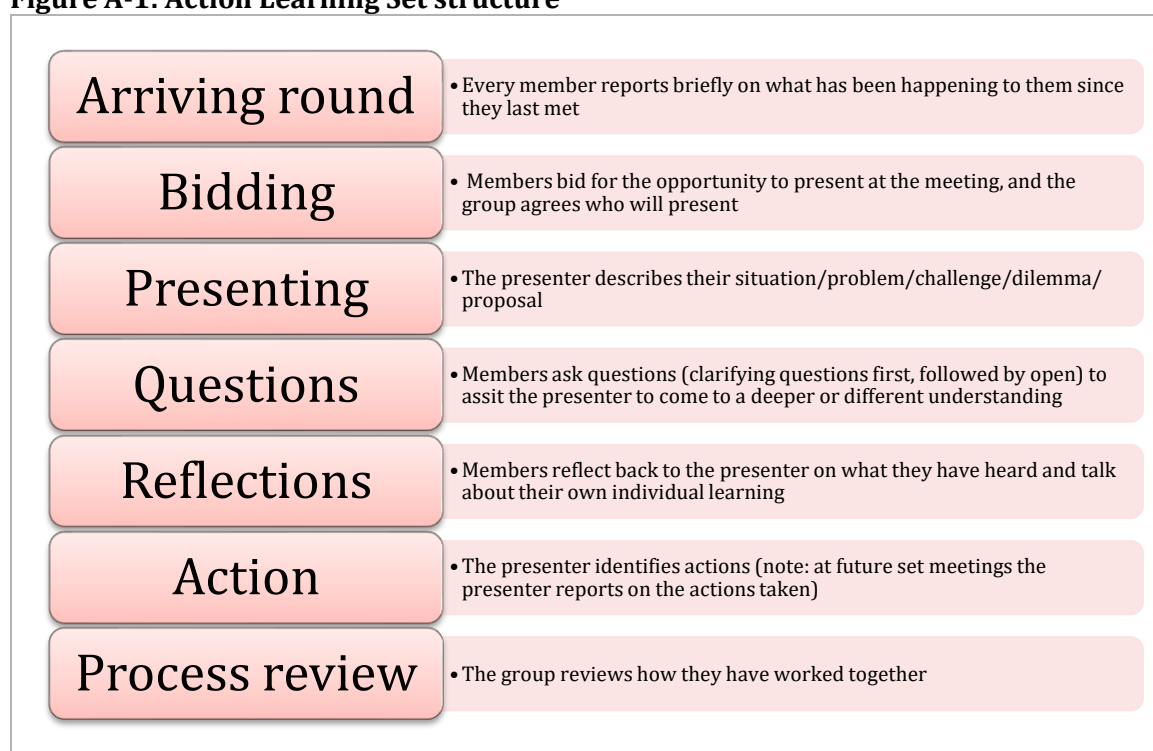 Figure A-1: Action Learning Set structure
Arriving round
•Every member reports briefly on what has been happening to them since
they last met
Bidding
• Members bid for the opportunity to present at the meeting, and the
group agrees who will present
Presenting
•The presenter describes their situation/problem/challenge/dilemma/
proposal
Questions
•Members ask questions (clarifying questions first, followed by open) to
assit the presenter to come to a deeper or different understanding
Reflections
•Members reflect back to the presenter on what they have heard and talk
about their own individual learning
Action
•The presenter identifies actions (note: at future set meetings the
presenter reports on the actions taken)
Process review
•The group reviews how they have worked together